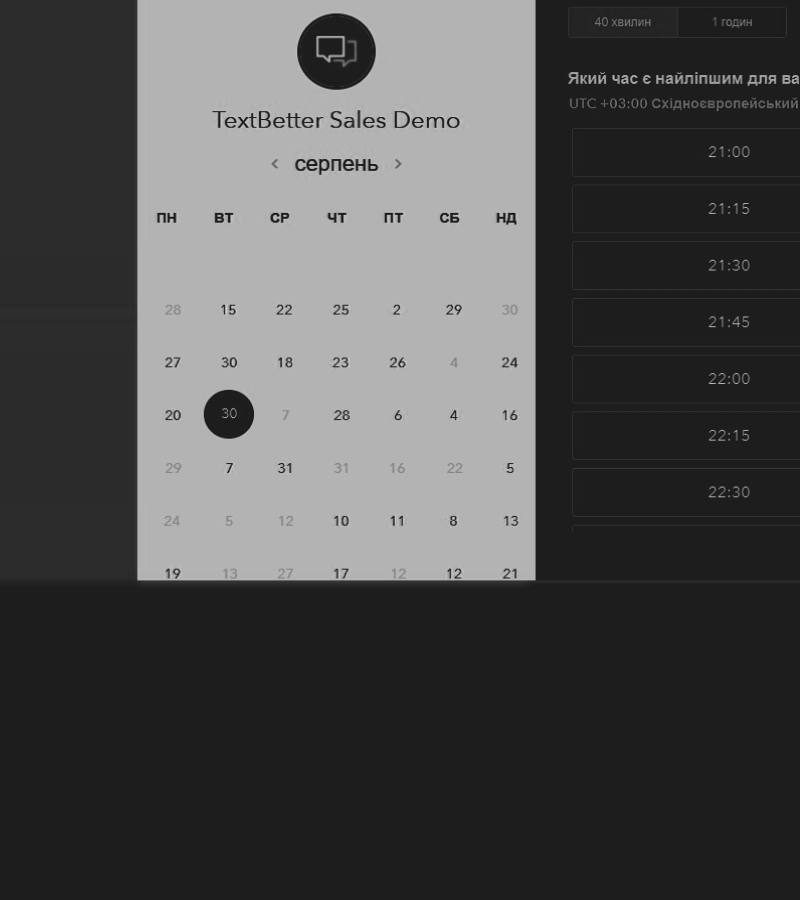 TextBetter Sales Demo
серпень
ПН ВТ СР ЧТ ПТ СБ НД
28 15 22 25 2 29 30
27 30 18 23 26 4 24
20 30 7 28 6 4 16
29 7 31 31 16 22 5
24 5 12 10 11 8 13
19 13 27 17 12 12 21
40 хвилин 1 годин
Який час є найліпшим для ва
UTC +03:00 Східноєвропейський
21:00
21:15
21:30
21:45
22:00
22:15
22:30